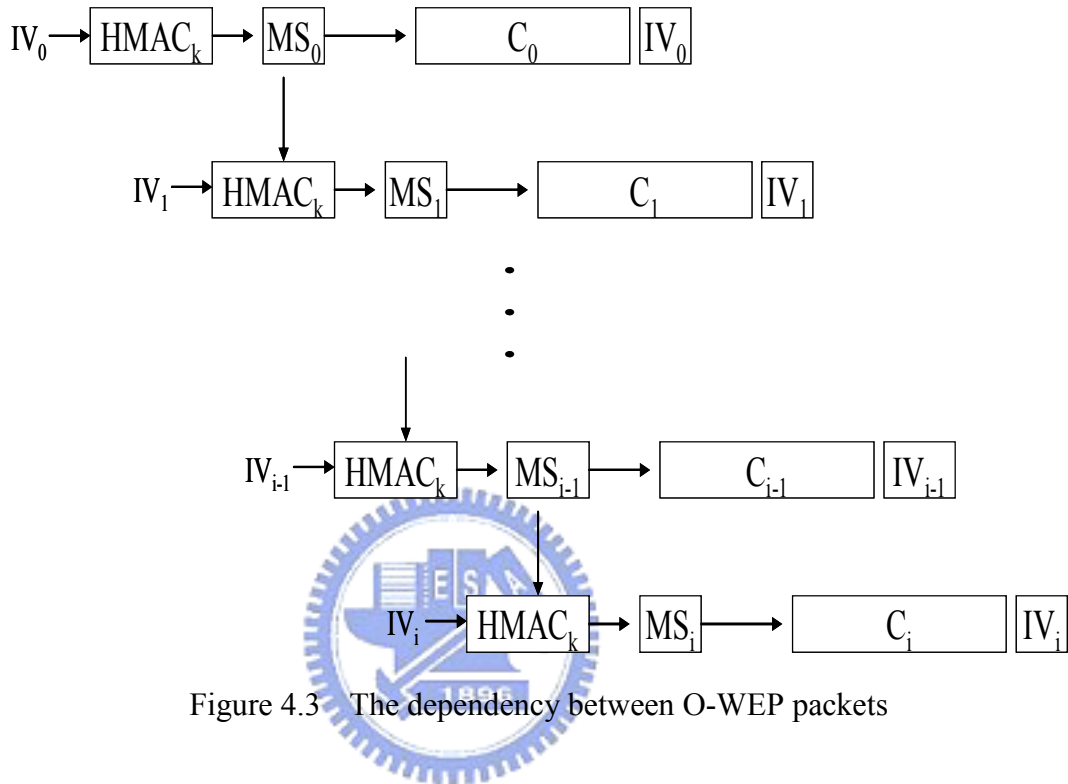 IV₀ HMACₖ MS₀ C₀ IV₀
IV₁ HMACₖ MS₁ C₁ IV₁
IVᵢ₋₁ HMACₖ MSᵢ₋₁ Cᵢ₋₁ IVᵢ₋₁
E S A
IVᵢ HMACₖ MSᵢ Cᵢ IVᵢ
1896
Figure 4.3 The dependency between O-WEP packets